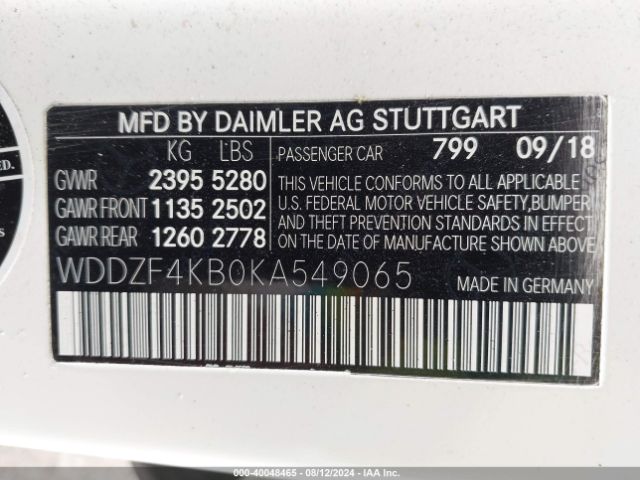 MFD BY DAIMLER AG STUTTGART
KG LBS PASSENGER CAR 799 09/18
GVWR 2395 5280
GAWR FRONT 1135 2502
GAWR REAR 1260 2778
THIS VEHICLE CONFORMS TO ALL APPLICABLE
U.S. FEDERAL MOTOR VEHICLE SAFETY,BUMPER
AND THEFT PREVENTION STANDARDS IN EFFECT
ON THE DATE OF MANUFACTURE SHOWN ABOVE.
WDDZF4KB0KA549065 MADE IN GERMANY
000-40048465 - 08/12/2024 - IAA Inc.